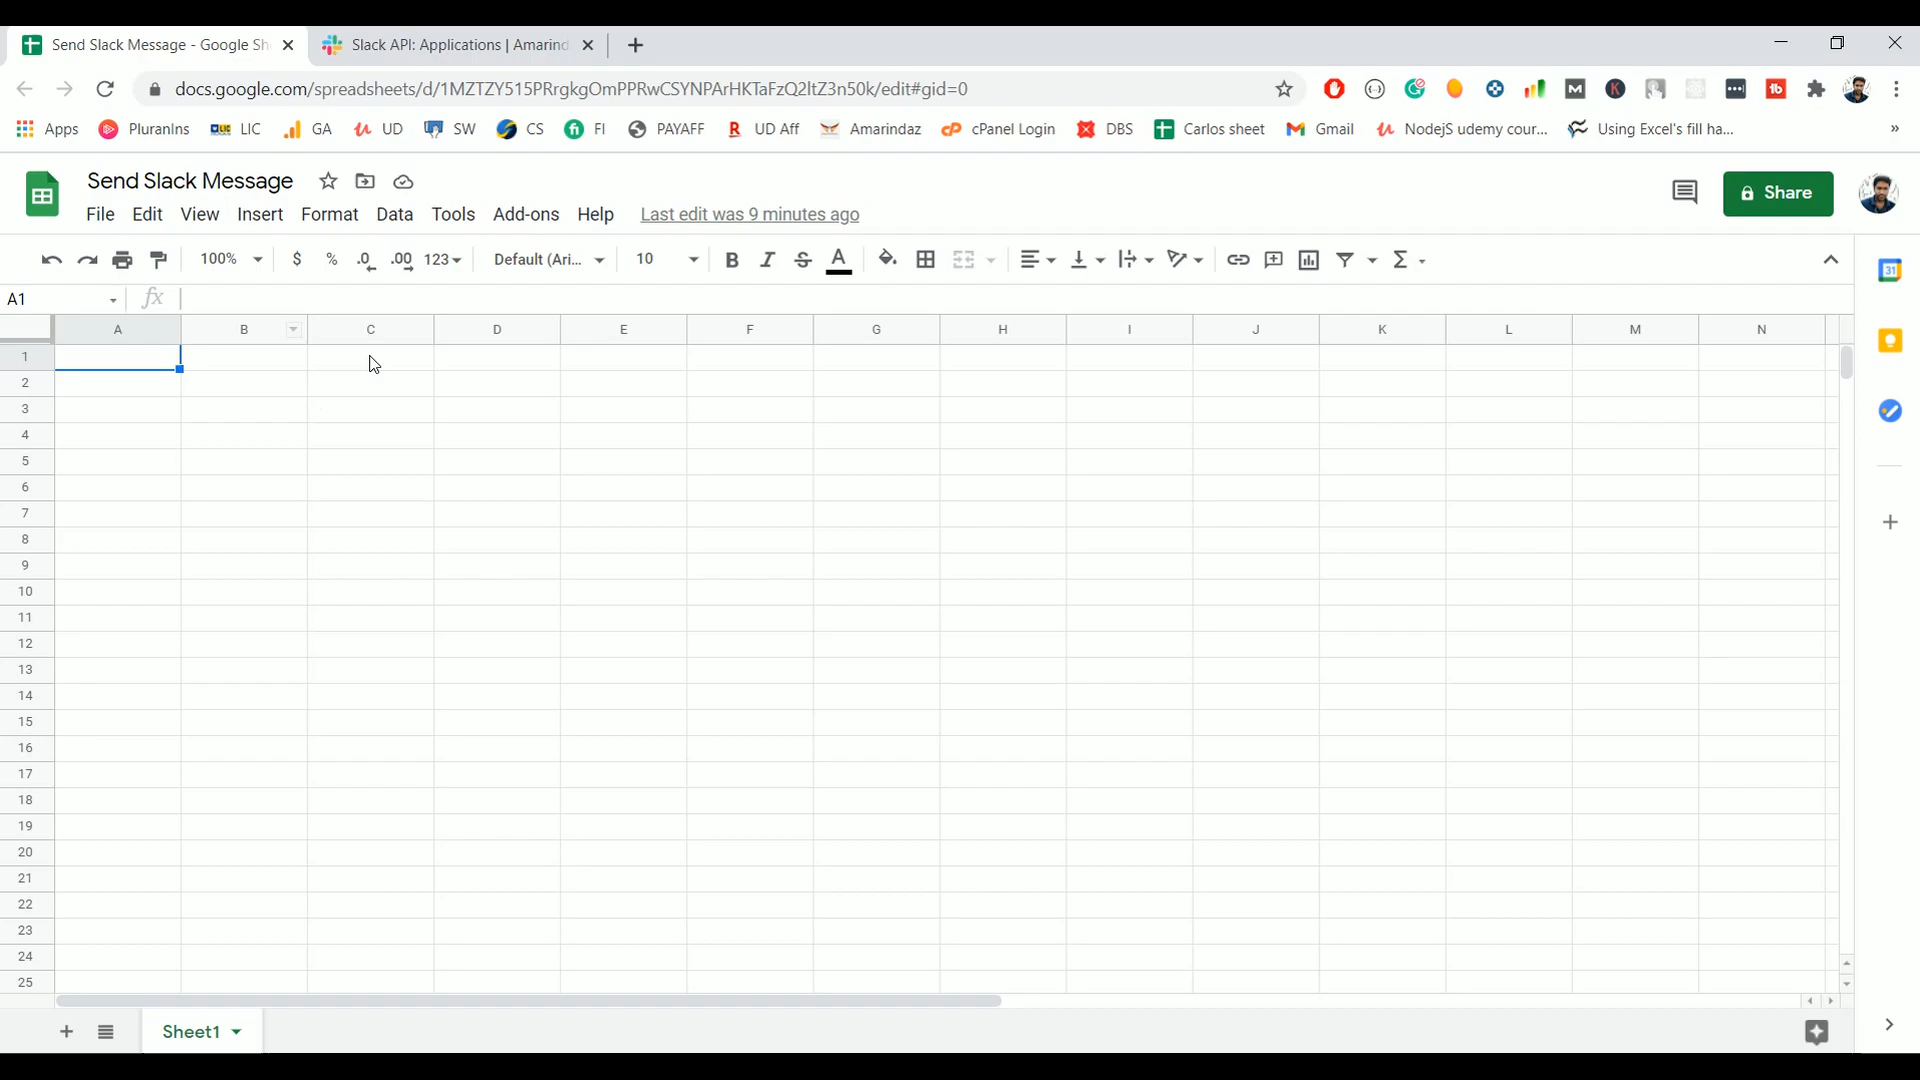 Send Slack Message - Google Sh
Slack API: Applications | Amarind
docs.google.com/spreadsheets/d/1MZTZY515PRrgkgOmPPRwCSYNPArHKTaFzQ2ltZ3n50k/edit#gid=0
Apps PluranIns LIC GA UD SW CS FI PAYAFF UD Aff Amarindaz cPanel Login DBS Carlos sheet Gmail NodejS udemy cour... Using Excel's fill ha... »
Send Slack Message
File Edit View Insert Format Data Tools Add-ons Help Last edit was 9 minutes ago
Share
100% $ % .0 .00 123 Default (Ari... 10 B I S A Σ
A1 fx
A B C D E F G H I J K L M N
1
2
3
4
5
6
7
8
9
10
11
12
13
14
15
16
17
18
19
20
21
22
23
24
25
Sheet1
31